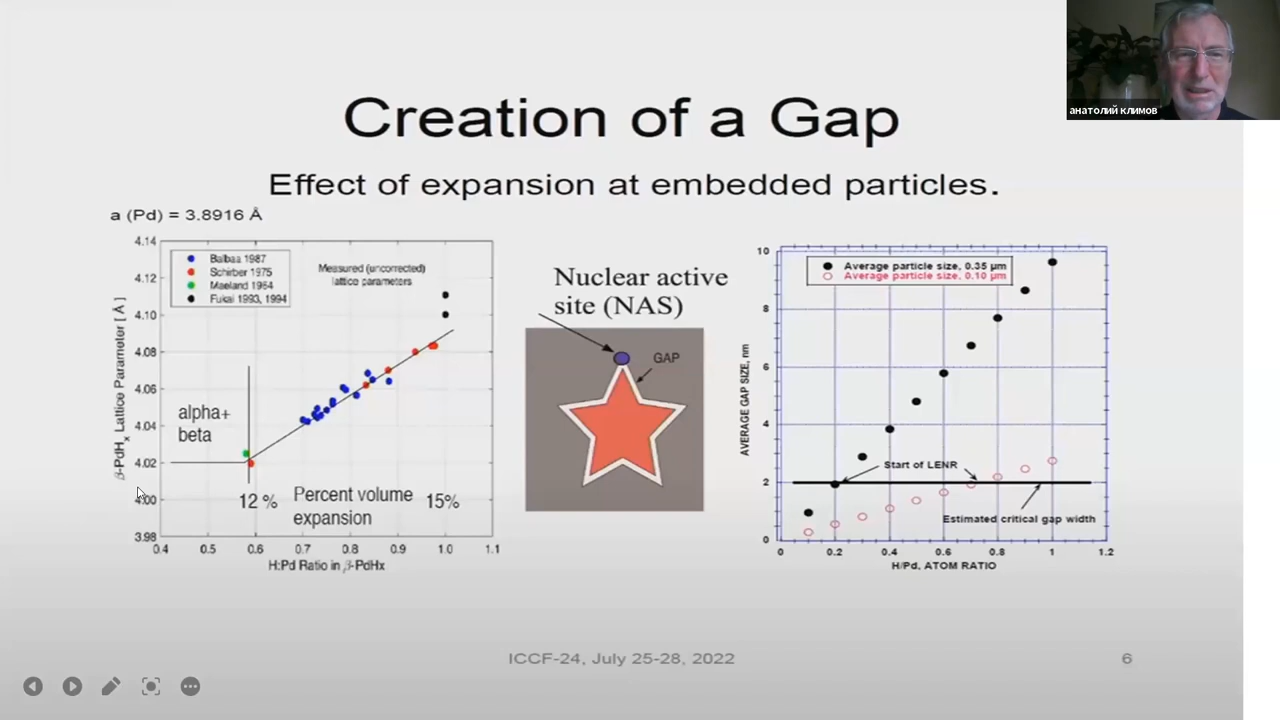 анатолий климов
Creation of a Gap
Effect of expansion at embedded particles.
a (Pd) = 3.8916 Å
4.14
4.12
4.10
4.08
4.06
4.04
4.02
4.00
3.98
β-PdHx Lattice Parameter [ Å ]
Balbaa 1987
Schirber 1975
Maeland 1964
Fukai 1993, 1994
Measured (uncorrected)
lattice parameters
alpha+
beta
12 %
Percent volume
expansion
15%
0.4 0.5 0.6 0.7 0.8 0.9 1.0 1.1
H:Pd Ratio in β-PdHx
Nuclear active
site (NAS)
GAP
10
8
6
4
2
0
AVERAGE GAP SIZE, nm
Average particle size, 0.35 µm
Average particle size, 0.10 µm
Start of LENR
Estimated critical gap width
0 0.2 0.4 0.6 0.8 1 1.2
H/Pd, ATOM RATIO
ICCF-24, July 25-28, 2022
6